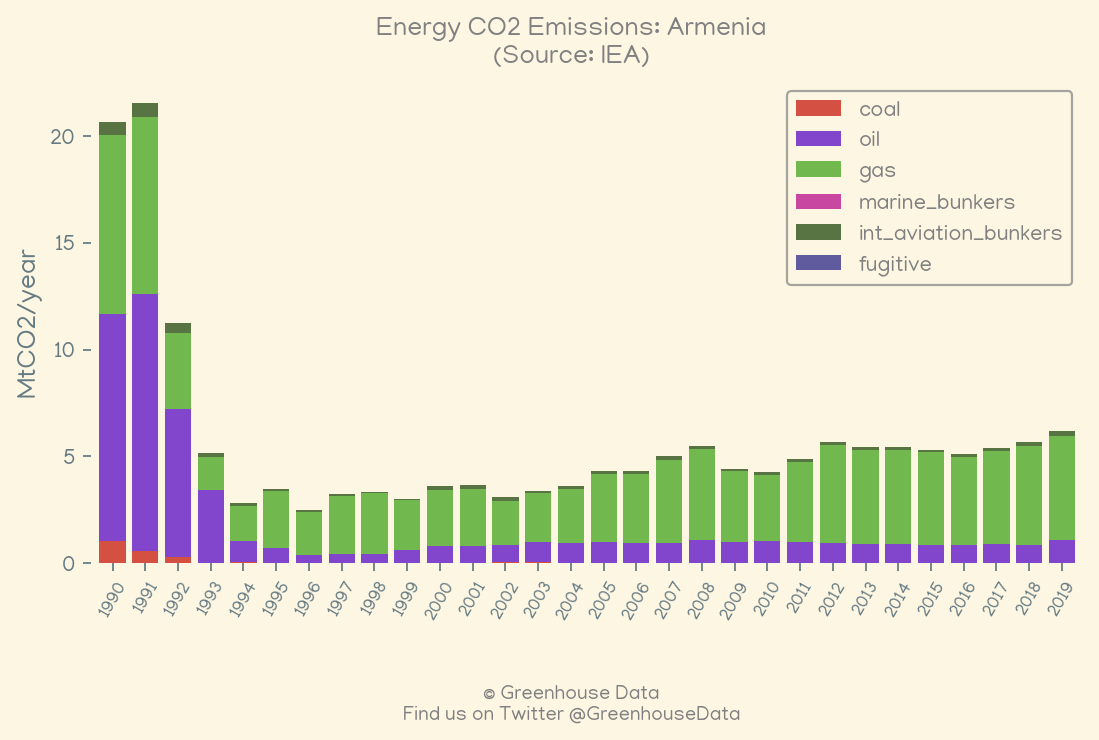 Energy CO2 Emissions: Armenia
(Source: IEA)
coal
oil
gas
marine_bunkers
int_aviation_bunkers
fugitive
MtCO2/year
20
15
10
5
0
1990 1991 1992 1993 1994 1995 1996 1997 1998 1999 2000 2001 2002 2003 2004 2005 2006 2007 2008 2009 2010 2011 2012 2013 2014 2015 2016 2017 2018 2019
© Greenhouse Data
Find us on Twitter @GreenhouseData